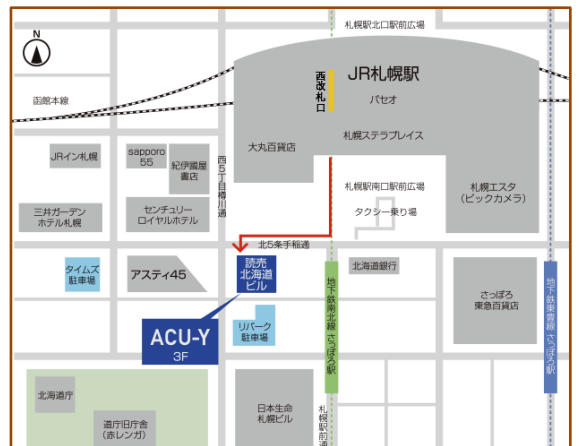 N
札幌駅北口駅前広場
JR札幌駅
西改札口
パセオ
函館本線
札幌ステラプレイス
大丸百貨店
JRイン札幌
sapporo
55
紀伊國屋
書店
西5丁目樽川通
札幌駅南口駅前広場
札幌エスタ
(ビックカメラ)
三井ガーデン
ホテル札幌
センチュリー
ロイヤルホテル
タクシー乗り場
北5条手稲通
タイムズ
駐車場
アスティ45
読売
北海道
ビル
北海道銀行
地下鉄南北線 さっぽろ駅
さっぽろ
東急百貨店
地下鉄東豊線 さっぽろ駅
ACU-Y
3F
リパーク
駐車場
北海道庁
道庁旧庁舎
(赤レンガ)
日本生命
札幌ビル
札幌駅前通